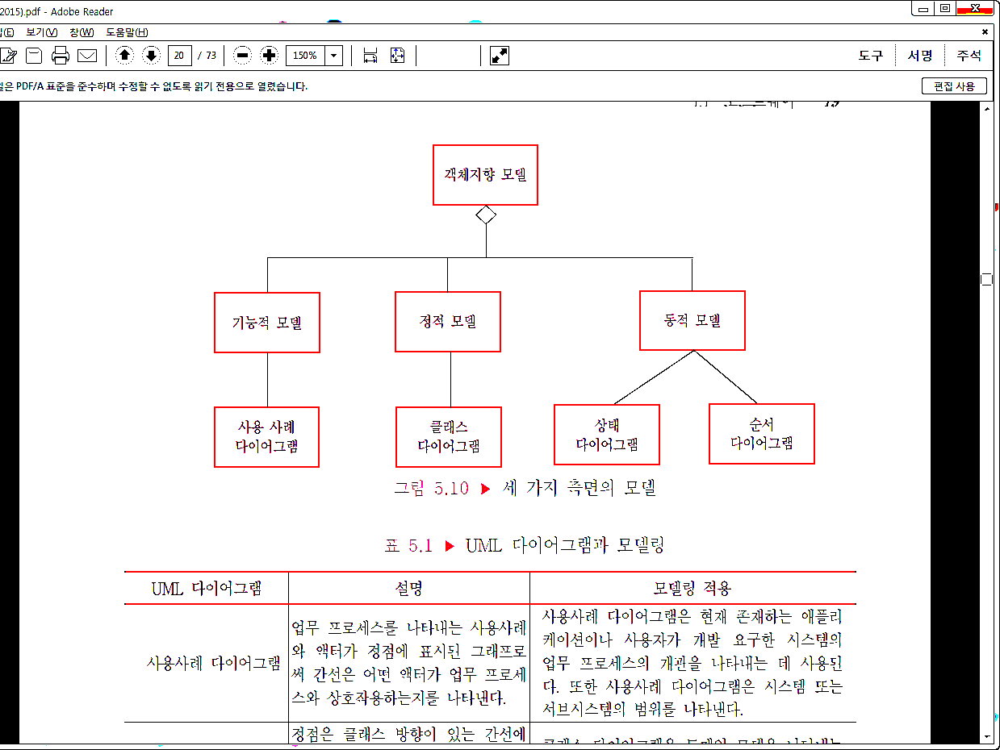 2015).pdf - Adobe Reader
보기(V) 창(W) 도움말(H)
20 / 73 150% 도구 서명 주석
PDF/A 표준을 준수하며 수정할 수 없도록 읽기 전용으로 열렸습니다. 편집 사용
객체지향 모델
기능적 모델 정적 모델 동적 모델
사용 사례 클래스 상태 순서
다이어그램 다이어그램 다이어그램 다이어그램
그림 5.10 ▶ 세 가지 측면의 모델
표 5.1 ▶ UML 다이어그램과 모델링
UML 다이어그램 설명 모델링 적용
사용사례 다이어그램
업무 프로세스를 나타내는 사용사례
와 액터가 정점에 표시된 그래프로
써 간선은 어떤 액터가 업무 프로세
스와 상호작용하는지를 나타낸다.
사용사례 다이어그램은 현재 존재하는 애플리
케이션이나 사용자가 개발 요구한 시스템의
업무 프로세스의 개관을 나타내는 데 사용된
다. 또한 사용사례 다이어그램은 시스템 또는
서브시스템의 범위를 나타낸다.
정점은 클래스 방향이 있는 간선에